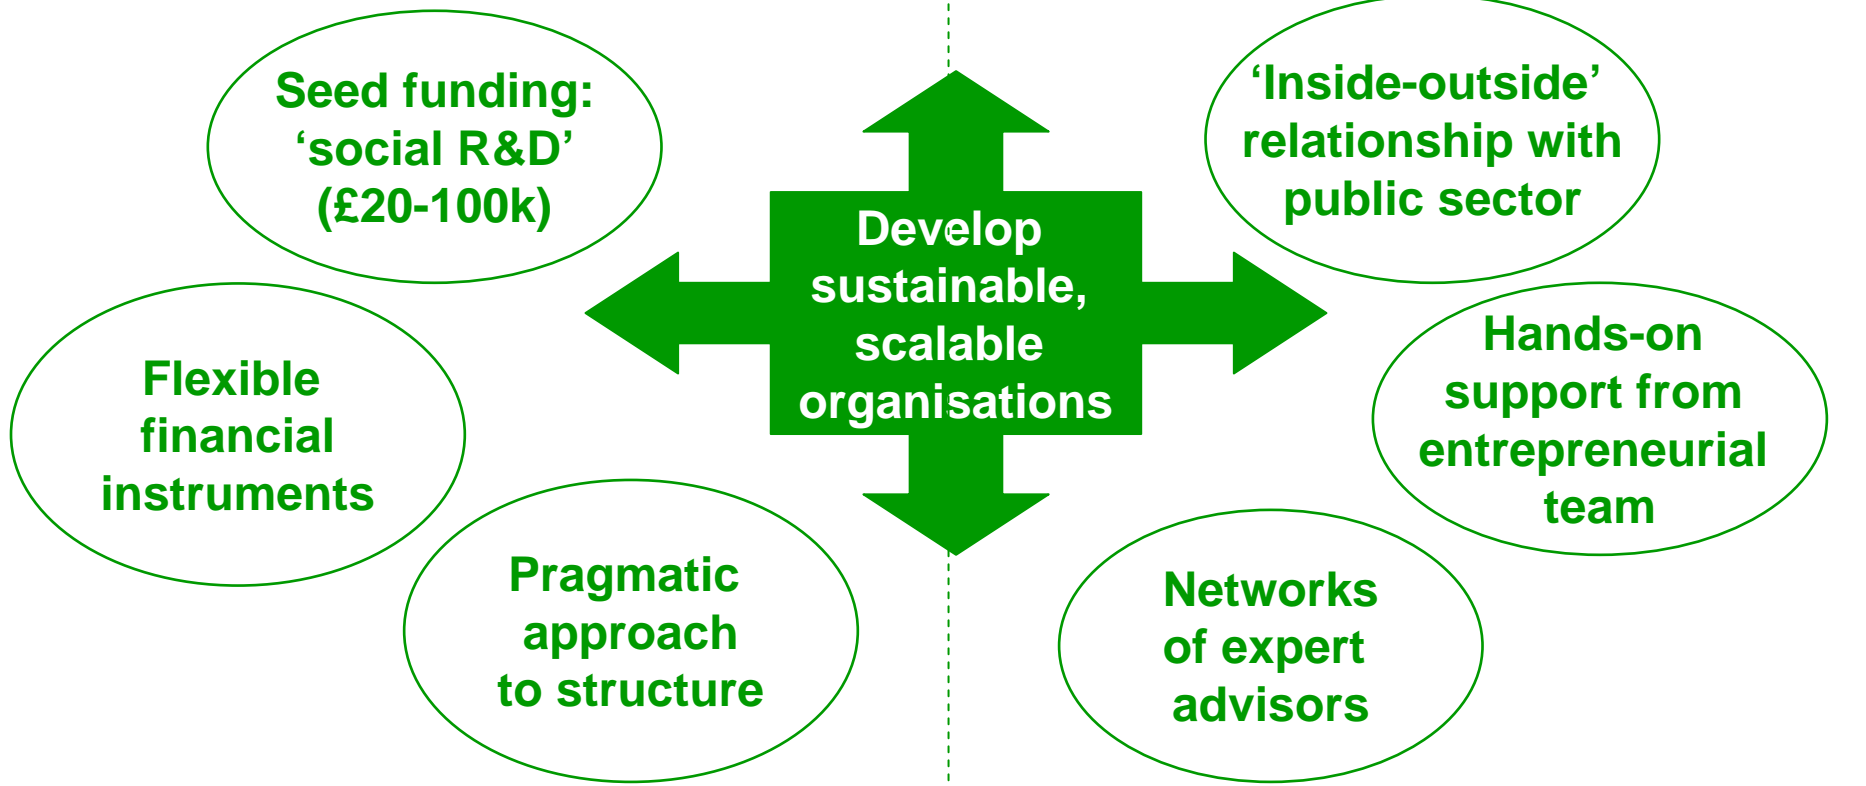 Seed funding:
‘social R&D’
(£20-100k)
‘Inside-outside’
relationship with
public sector
Develop
sustainable,
scalable
organisations
Flexible
financial
instruments
Hands-on
support from
entrepreneurial
team
Pragmatic
approach
to structure
Networks
of expert
advisors